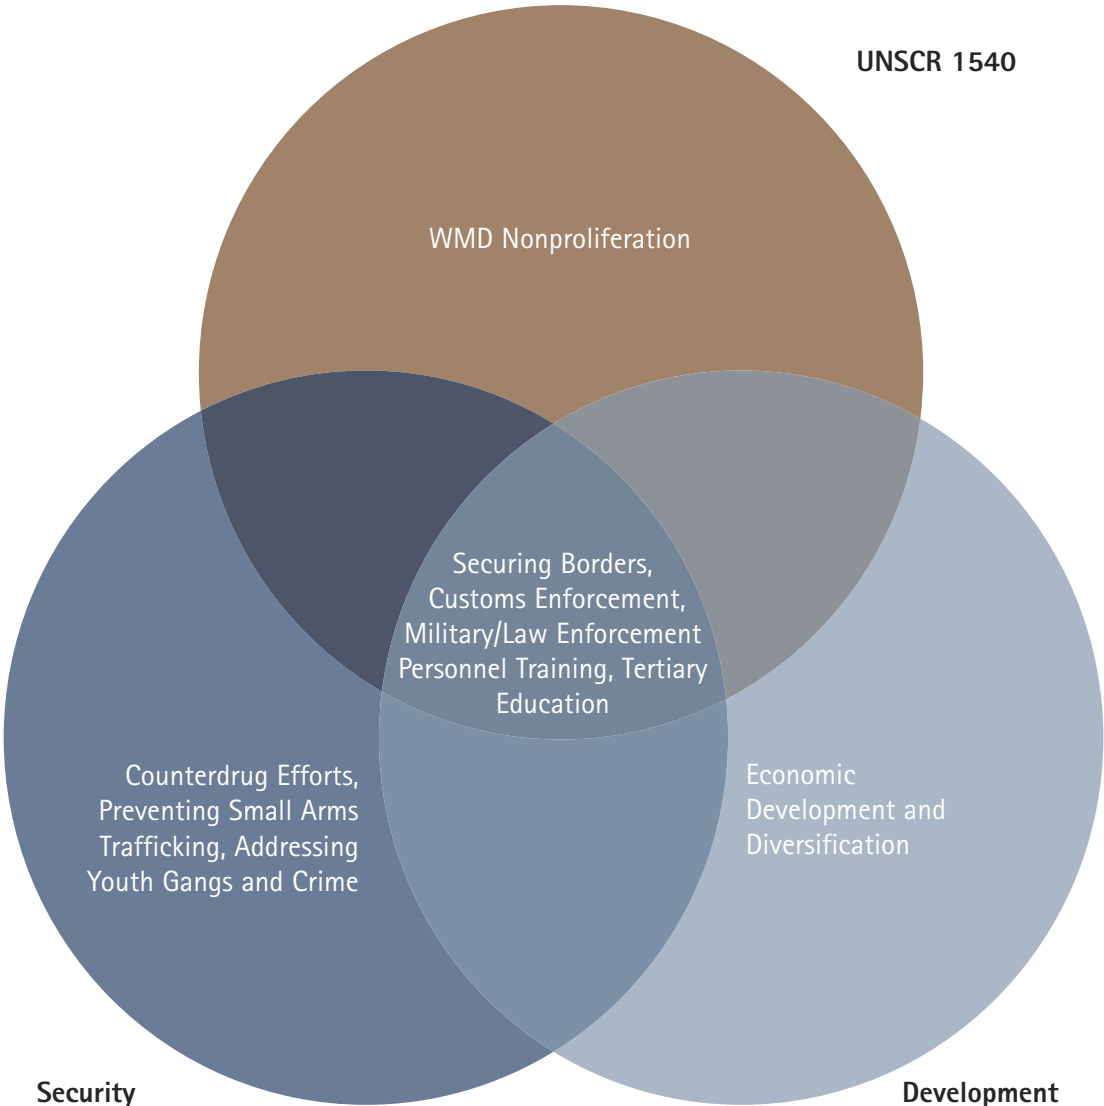 UNSCR 1540
WMD Nonproliferation
Securing Borders,
Customs Enforcement,
Military/Law Enforcement
Personnel Training, Tertiary
Education
Counterdrug Efforts,
Preventing Small Arms
Trafficking, Addressing
Youth Gangs and Crime
Economic
Development and
Diversification
Security
Development